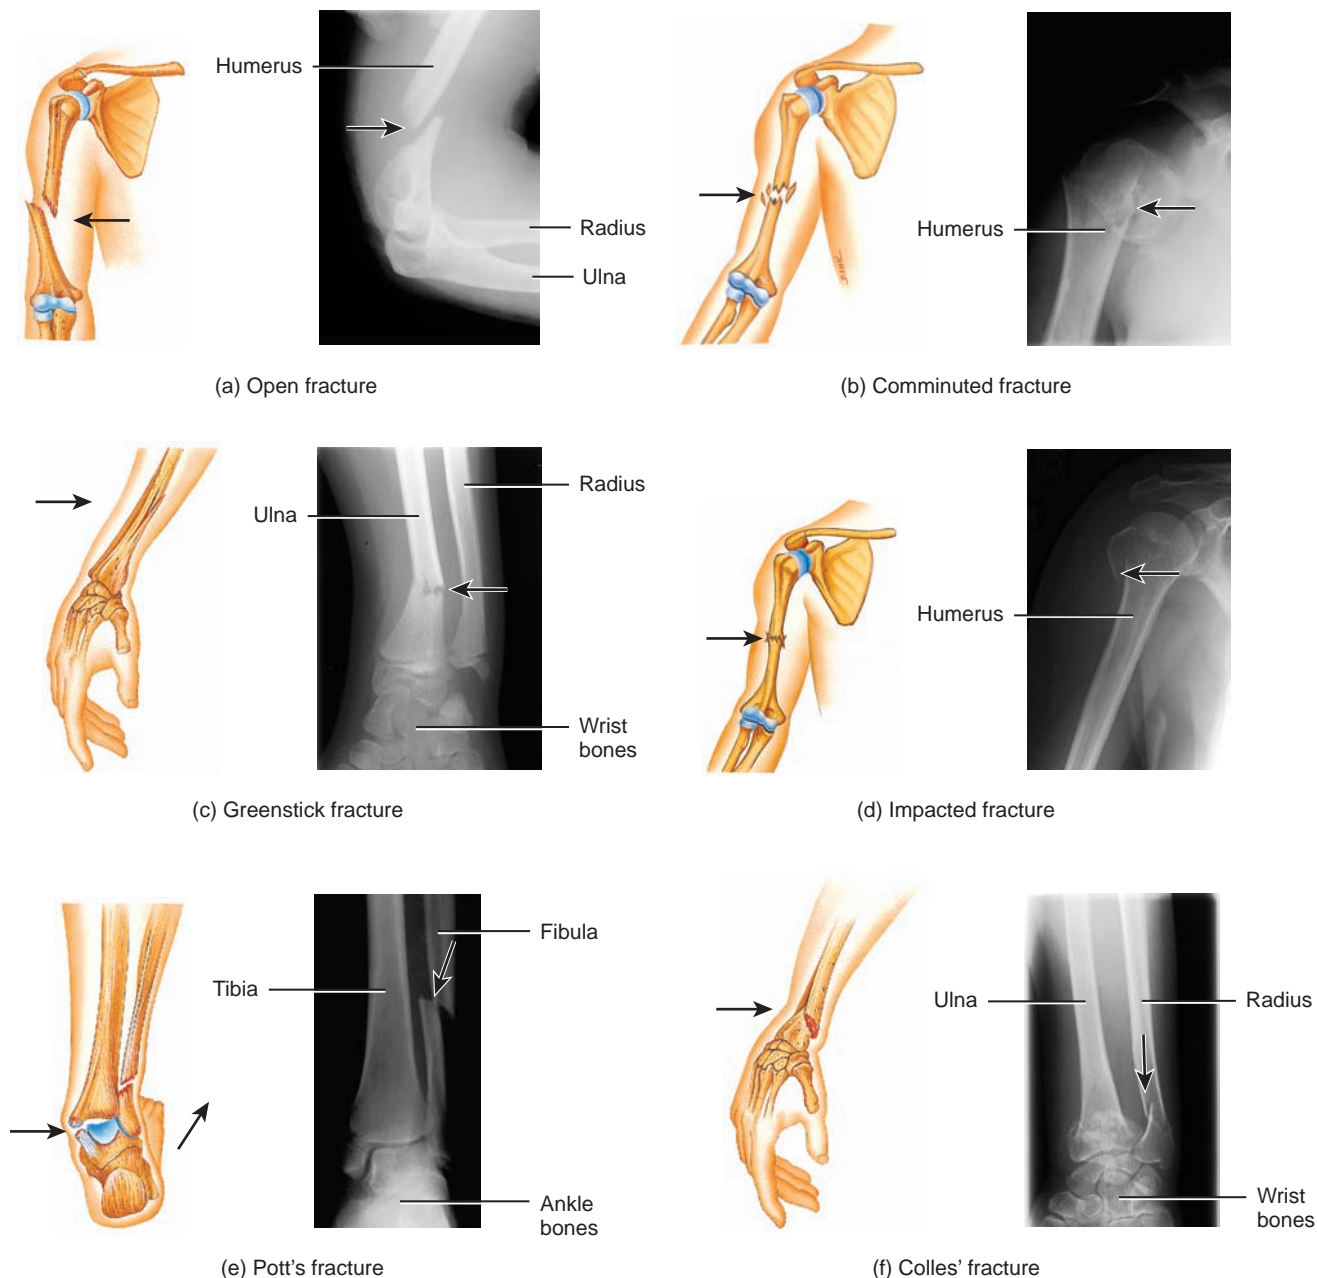 Humerus
Radius
Ulna
(a) Open fracture
Humerus
(b) Comminuted fracture
Ulna
Radius
Wrist
bones
(c) Greenstick fracture
Humerus
(d) Impacted fracture
Fibula
Tibia
Ankle
bones
(e) Pott's fracture
Ulna
Radius
Wrist
bones
(f) Colles' fracture